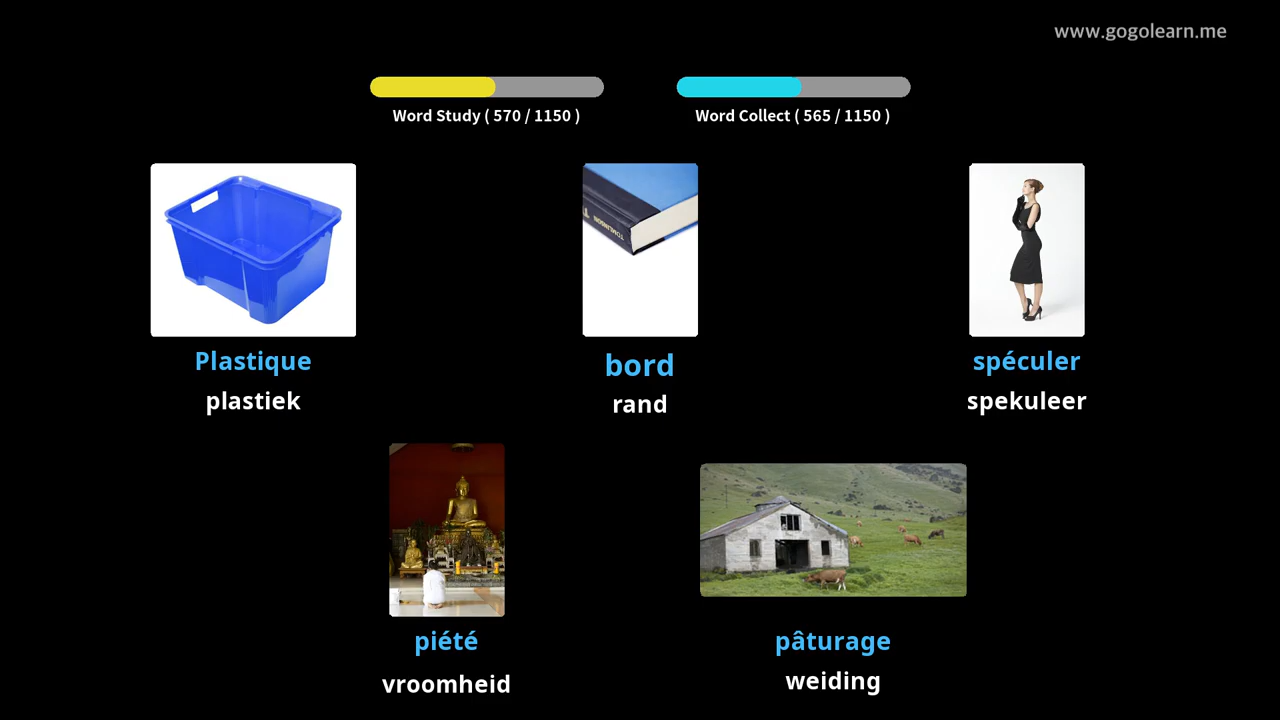 www.gogolearn.me
Word Study ( 570 / 1150 )
Word Collect ( 565 / 1150 )
TOMLINSON
Plastique
plastiek
bord
rand
spéculer
spekuleer
piété
vroomheid
pâturage
weiding